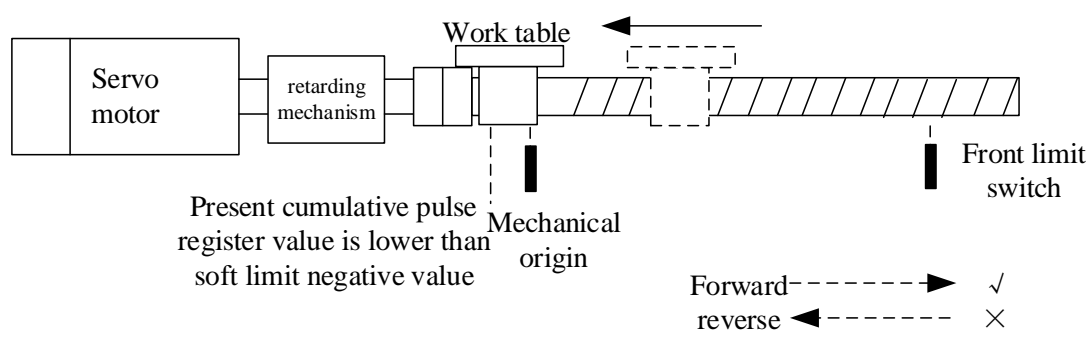 Work table
Servo
motor
retarding
mechanism
Front limit
switch
Present cumulative pulse
register value is lower than
soft limit negative value
Mechanical
origin
Forward √
reverse ×